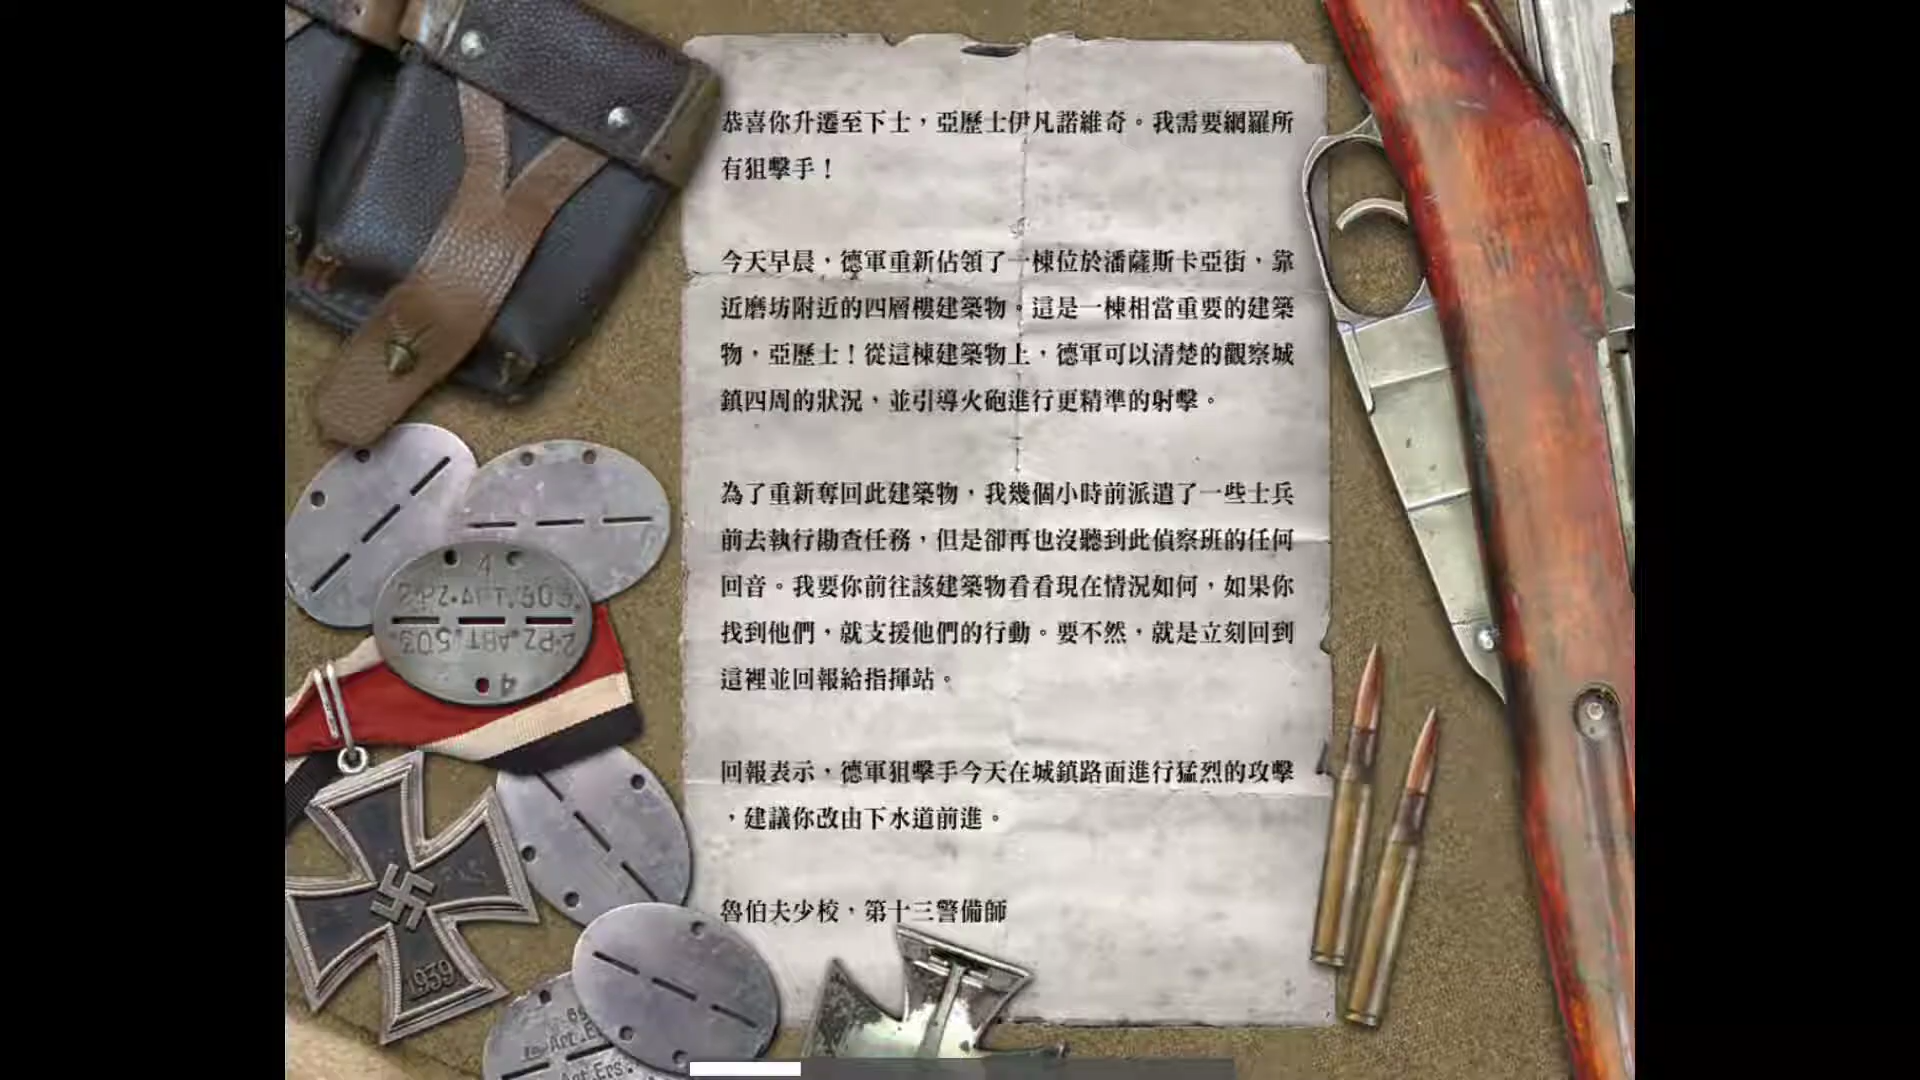 恭喜你升遷至下士，亞歷士伊凡諾維奇。我需要網羅所
有狙擊手！
今天早晨，德軍重新佔領了一棟位於潘薩斯卡亞街，靠
近磨坊附近的四層樓建築物。這是一棟相當重要的建築
物，亞歷士！從這棟建築物上，德軍可以清楚的觀察城
鎮四周的狀況，並引導火砲進行更精準的射擊。
為了重新奪回此建築物，我幾個小時前派遣了一些士兵
前去執行勘查任務，但是卻再也沒聽到此偵察班的任何
回音。我要你前往該建築物看看現在情況如何，如果你
找到他們，就支援他們的行動。要不然，就是立刻回到
這裡並回報給指揮站。
回報表示，德軍狙擊手今天在城鎮路面進行猛烈的攻擊
，建議你改由下水道前進。
魯伯夫少校，第十三警備師
4
2·PZ.ABT.503.
2·PZ.ABT.503.
4
1939